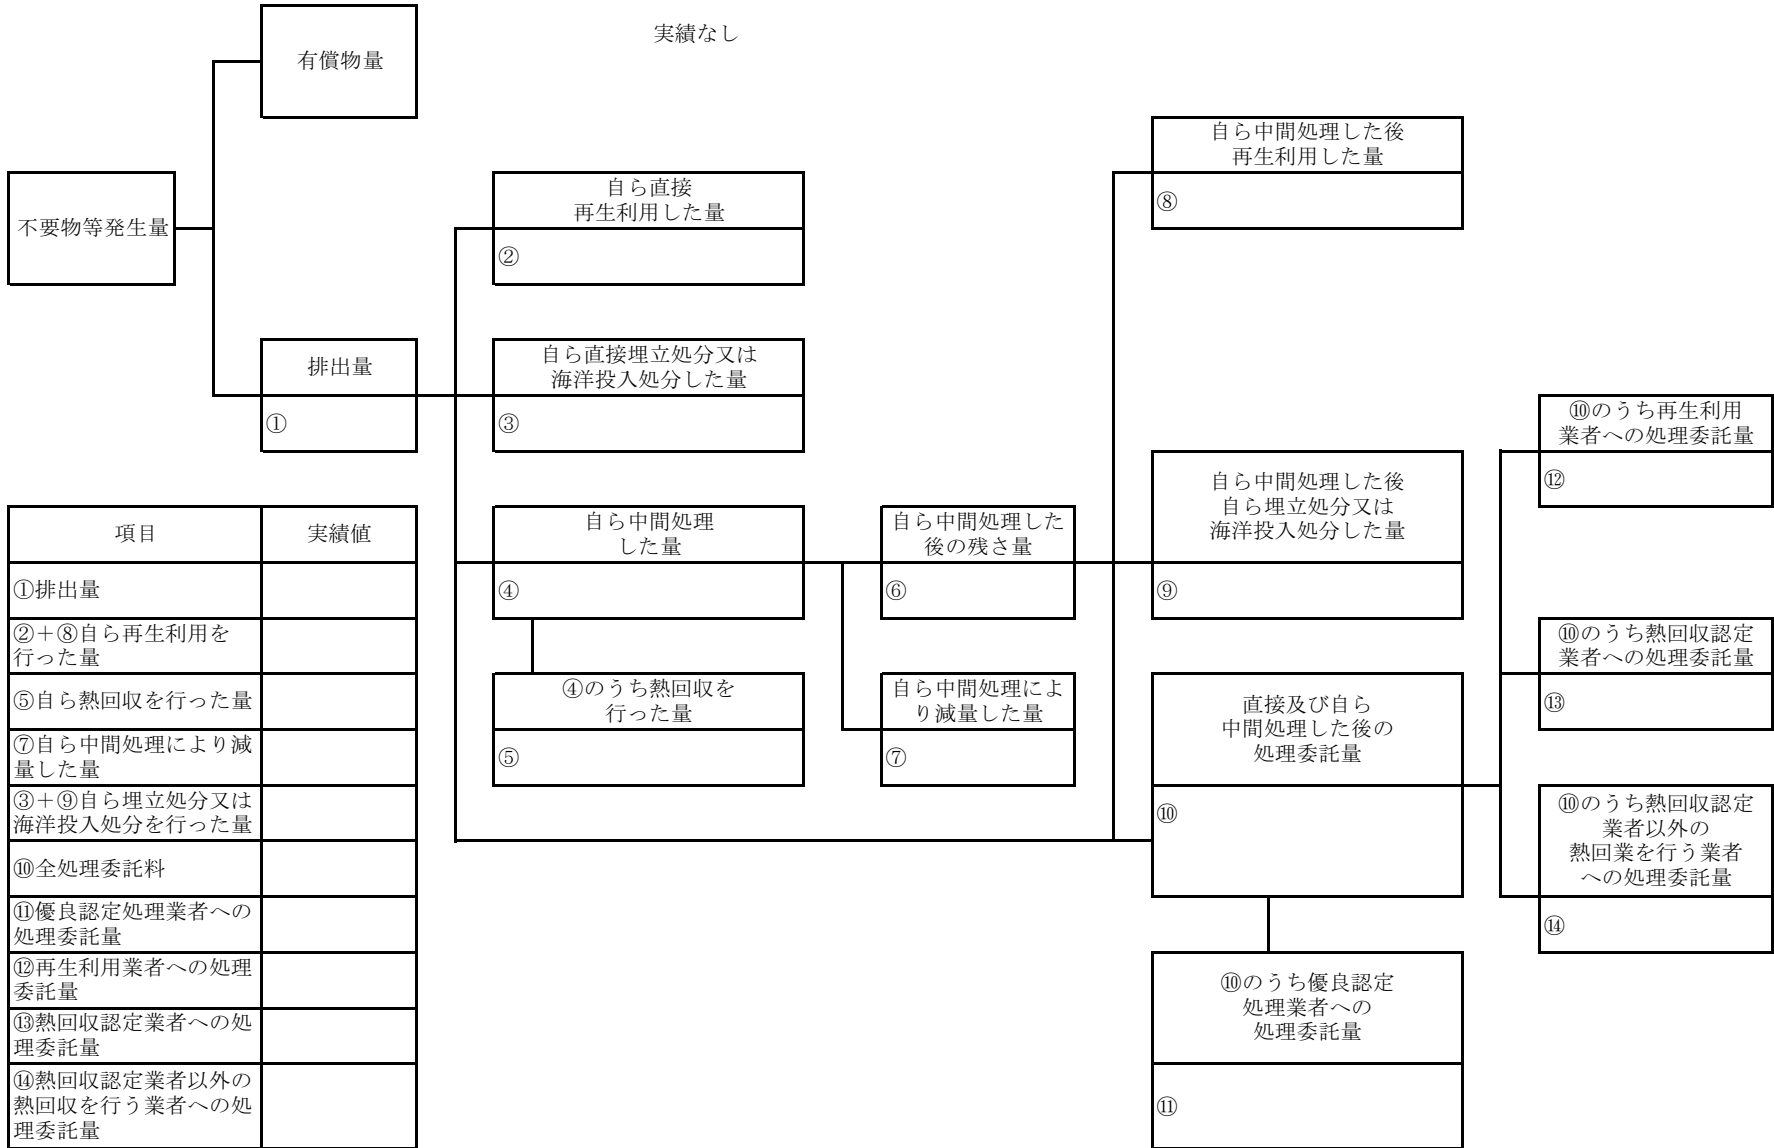 実績なし
有償物量
不要物等発生量
自ら直接
再生利用した量
②
自ら中間処理した後
再生利用した量
⑧
排出量
①
自ら直接埋立処分又は
海洋投入処分した量
③
⑩のうち再生利用
業者への処理委託量
⑫
自ら中間処理
した量
④
自ら中間処理した
後の残さ量
⑥
自ら中間処理した後
自ら埋立処分又は
海洋投入処分した量
⑨
⑩のうち熱回収認定
業者への処理委託量
⑬
④のうち熱回収を
行った量
⑤
自ら中間処理によ
り減量した量
⑦
直接及び自ら
中間処理した後の
処理委託量
⑩
⑩のうち熱回収認定
業者以外の
熱回業を行う業者
への処理委託量
⑭
⑩のうち優良認定
処理業者への
処理委託量
⑪
項目 実績値
①排出量
②＋⑧自ら再生利用を
行った量
⑤自ら熱回収を行った量
⑦自ら中間処理により減
量した量
③＋⑨自ら埋立処分又は
海洋投入処分を行った量
⑩全処理委託料
⑪優良認定処理業者への
処理委託量
⑫再生利用業者への処理
委託量
⑬熱回収認定業者への処
理委託量
⑭熱回収認定業者以外の
熱回収を行う業者への処
理委託量